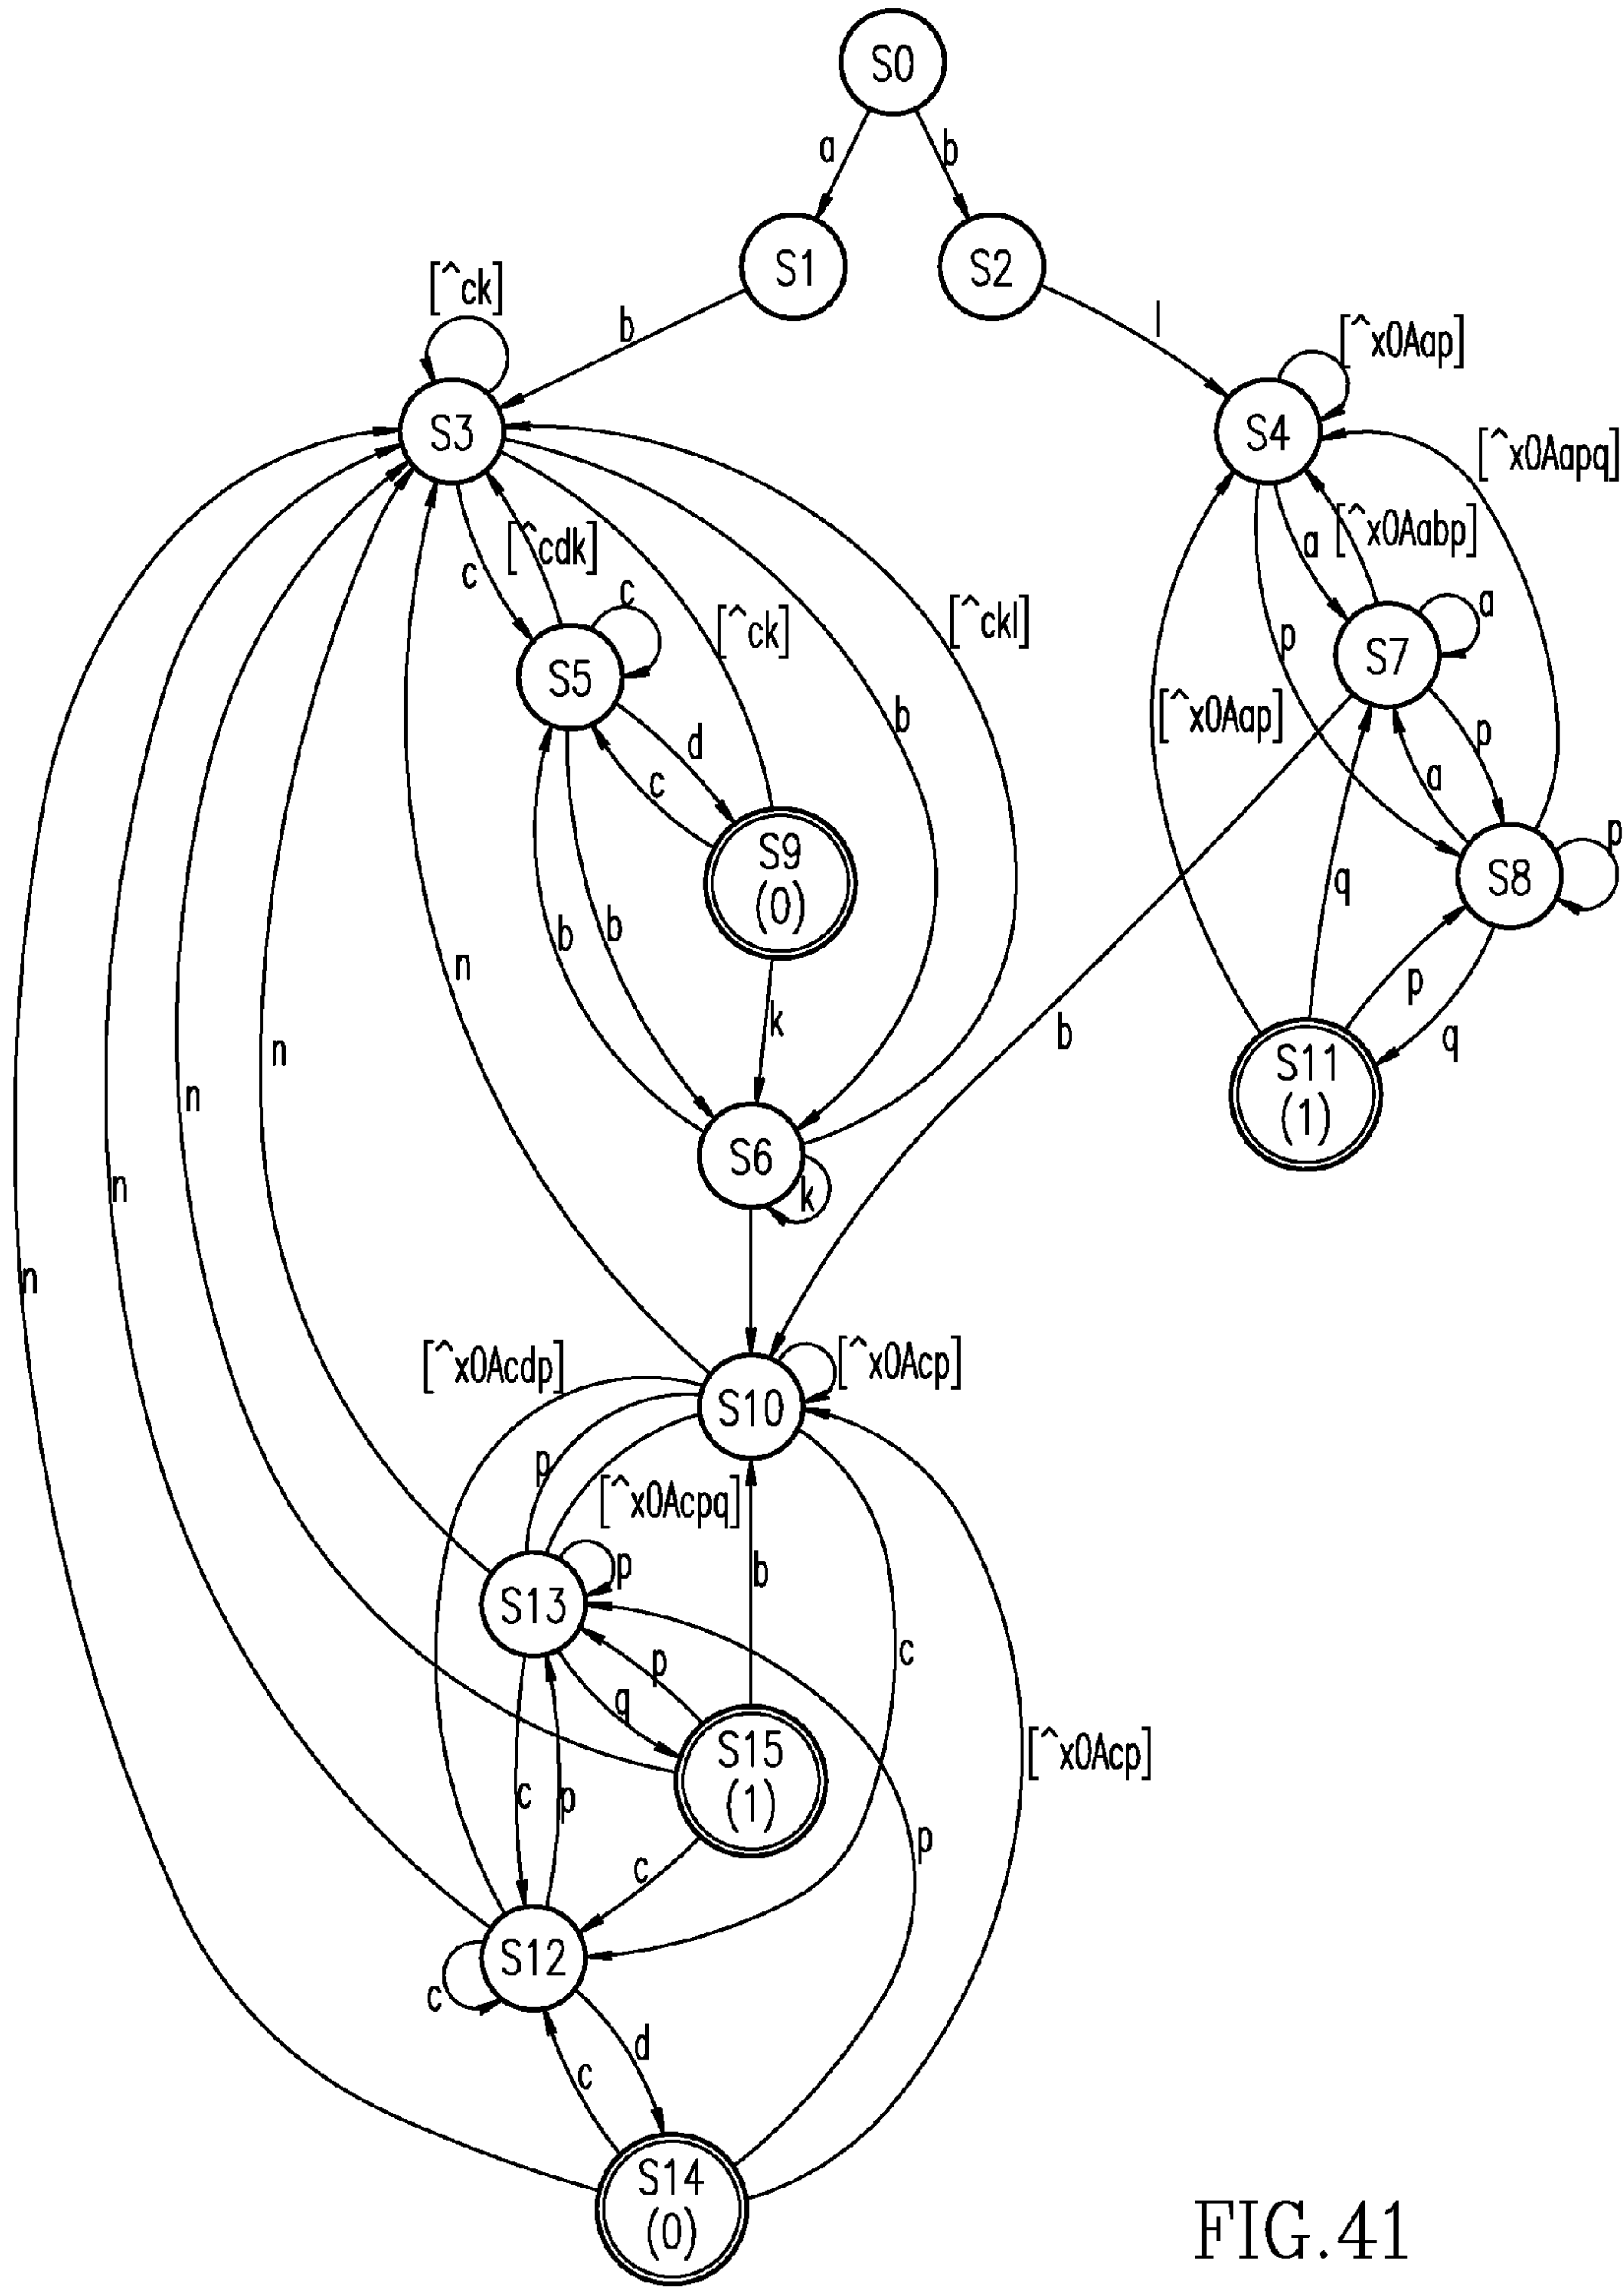 S0
a
b
S1
S2
[^ck]
b
l
[^x0Aap]
S3
S4
[^x0Aapq]
[^cdk]
a
[^x0Aabp]
c
c
[^ck]
[^ckl]
a
p
S5
S7
[^x0Aap]
b
d
p
c
a
p
S9
(0)
S8
q
b
b
n
p
k
b
q
n
S11
(1)
n
S6
k
n
n
[^x0Acdp]
[^x0Acp]
S10
p
[^x0Acpq]
p
b
S13
c
p
q
S15
(1)
[^x0Acp]
c
p
p
c
S12
c
d
c
S14
(0)
FIG.41